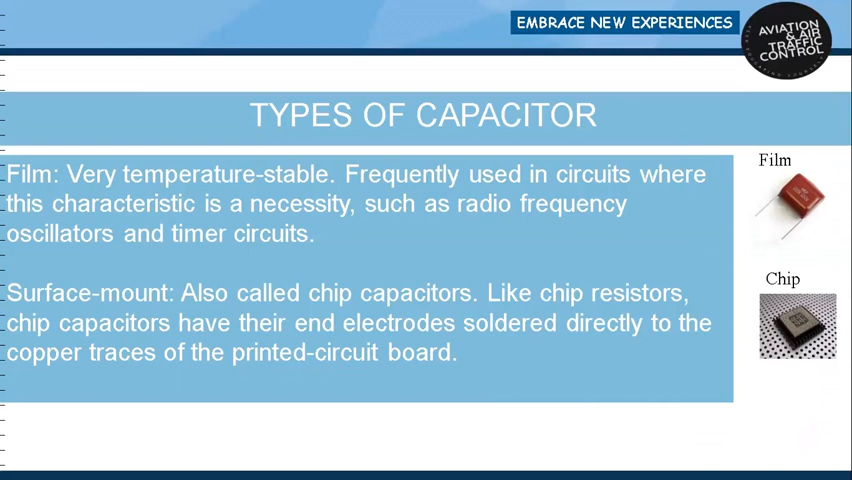 EMBRACE NEW EXPERIENCES
AVIATION
& AIR
TRAFFIC
CONTROL
TYPES OF CAPACITOR
Film: Very temperature-stable. Frequently used in circuits where
this characteristic is a necessity, such as radio frequency
oscillators and timer circuits.
Surface-mount: Also called chip capacitors. Like chip resistors,
chip capacitors have their end electrodes soldered directly to the
copper traces of the printed-circuit board.
Film
Chip